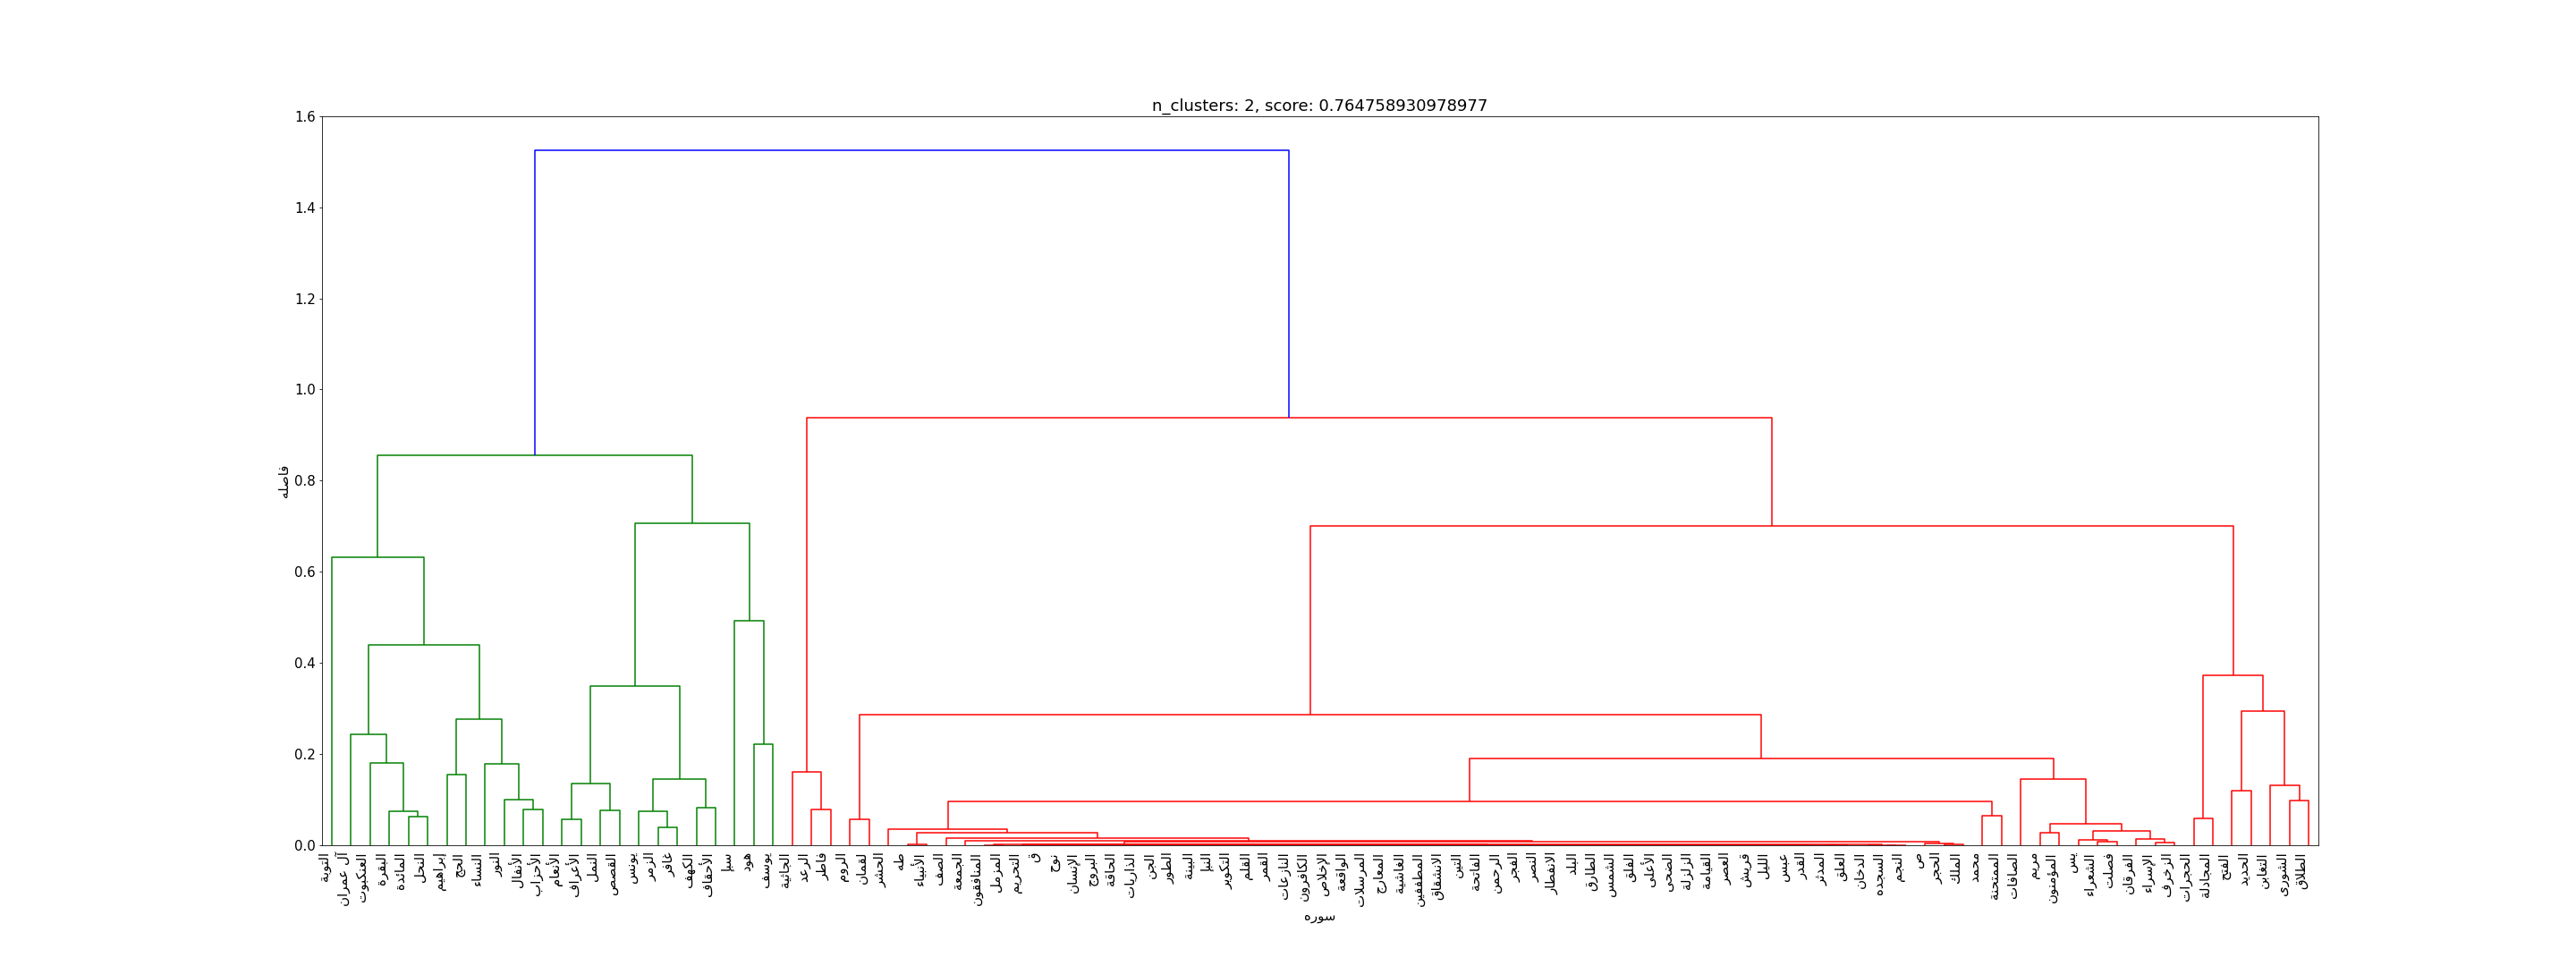 n_clusters: 2, score: 0.764758930978977
1.6
1.4
1.2
1.0
0.8
0.6
0.4
0.2
0.0
فاصله
التوبة
آل عمران
العنكبوت
البقرة
المائدة
النحل
إبراهيم
الحج
النساء
النور
الأنفال
الأحزاب
الأنعام
الأعراف
النمل
القصص
يونس
الزمر
غافر
الكهف
الأحقاف
سبإ
هود
يوسف
الجاثية
الرعد
فاطر
الروم
لقمان
الحشر
طه
الأنبياء
الصف
الجمعة
المنافقون
المزمل
التحريم
ق
نوح
الإنسان
البروج
الحاقة
الذاريات
الجن
الطور
البينة
النبإ
التكوير
القلم
القمر
النازعات
الكافرون
الإخلاص
الواقعة
المرسلات
المعارج
الغاشية
المطففين
الانشقاق
التين
الفاتحة
الرحمن
الفجر
النصر
الانفطار
البلد
الطارق
الشمس
الفلق
الأعلى
الضحى
الزلزلة
القيامة
العصر
قريش
الليل
عبس
القدر
المدثر
العلق
الدخان
السجده
النجم
ص
الحجر
الملك
محمد
الممتحنة
الصافات
مريم
المؤمنون
يس
الشعراء
فصلت
الفرقان
الإسراء
الزخرف
الحجرات
المجادلة
الفتح
الحديد
التغابن
الشورى
الطلاق
سوره